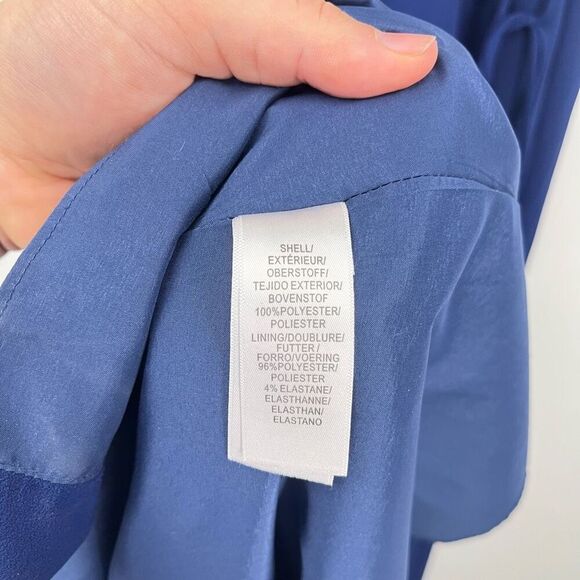 SHELL/
EXTÉRIEUR/
OBERSTOFF/
TEJIDO EXTERIOR/
BOVENSTOF
100%POLYESTER/
POLIESTER
LINING/DOUBLURE/
FUTTER/
FORRO/VOERING
96%POLYESTER/
POLIESTER
4% ELASTANE/
ELASTHANNE/
ELASTHAN/
ELASTANO